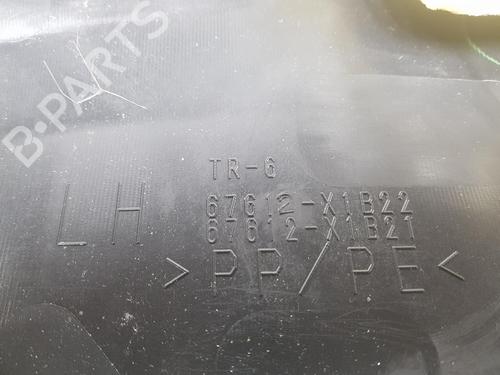 B-PARTS
TR-6
LH
67612-X1B22
67612-X1B21
>PP/PE<